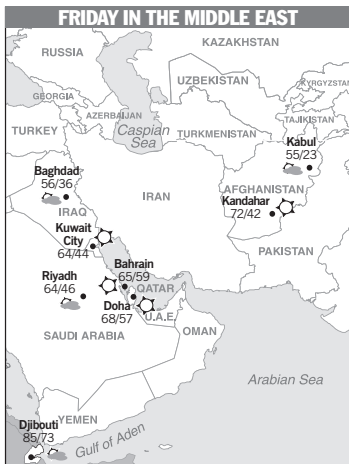 FRIDAY IN THE MIDDLE EAST
KAZAKHSTAN
RUSSIA
UZBEKISTAN
KYRGYZSTAN
GEORGIA
AZERBAIJAN
TAJIKISTAN
TURKEY
Caspian
Sea
TURKMENISTAN
Kabul
55/23
Baghdad
56/36
IRAN
AFGHANISTAN
Kandahar
72/42
IRAQ
Kuwait
City
64/44
PAKISTAN
Bahrain
65/59
Riyadh
64/46
QATAR
Doha
68/57
U.A.E.
OMAN
SAUDI ARABIA
Arabian Sea
YEMEN
Djibouti
85/73
Gulf of Aden